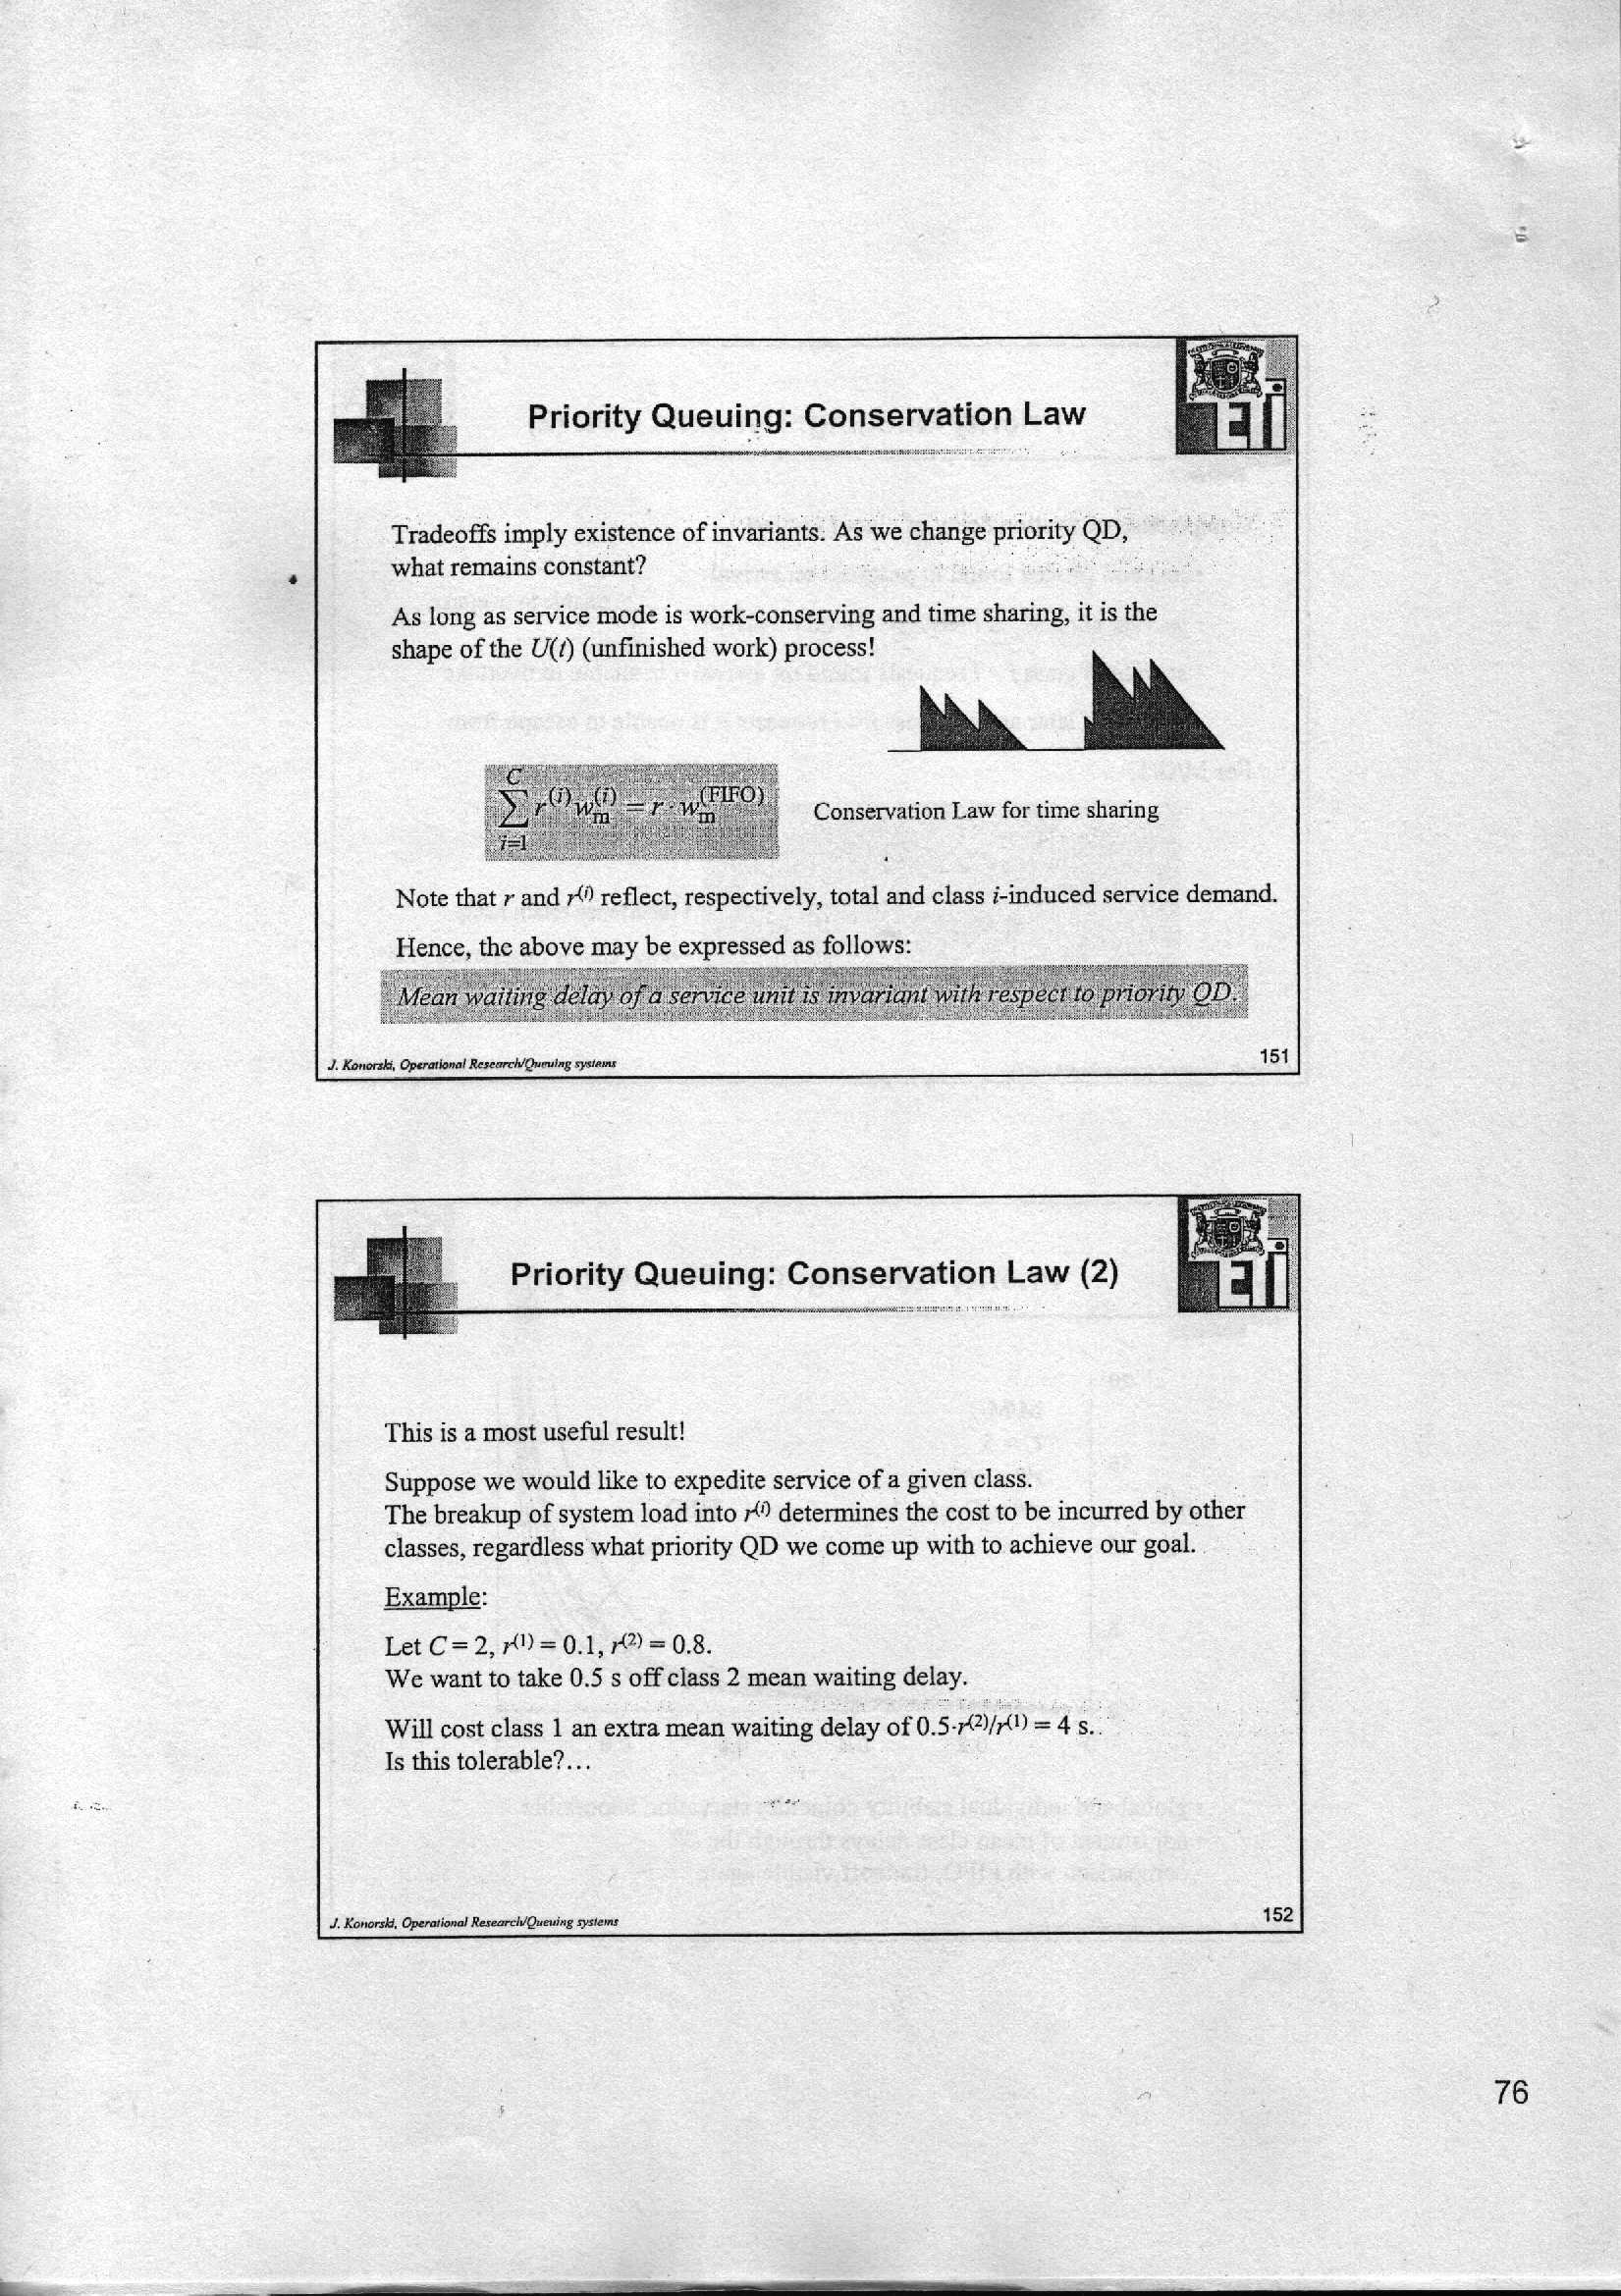 Priority Queuing: Conservation Law
ETI
Tradeoffs imply existence of invariants. As we change priority QD,
what remains constant?
As long as service mode is work-conserving and time sharing, it is the
shape of the U(t) (unfinished work) process!
C
∑ r^(i) w_m^(i) = r · w_m^(FIFO)
i=1
Conservation Law for time sharing
Note that r and r^(i) reflect, respectively, total and class i-induced service demand.
Hence, the above may be expressed as follows:
Mean waiting delay of a service unit is invariant with respect to priority QD.
J. Konorski, Operational Research/Queuing systems
151
Priority Queuing: Conservation Law (2)
ETI
This is a most useful result!
Suppose we would like to expedite service of a given class.
The breakup of system load into r^(i) determines the cost to be incurred by other
classes, regardless what priority QD we come up with to achieve our goal.
Example:
Let C = 2, r^(1) = 0.1, r^(2) = 0.8.
We want to take 0.5 s off class 2 mean waiting delay.
Will cost class 1 an extra mean waiting delay of 0.5·r^(2)/r^(1) = 4 s..
Is this tolerable?...
J. Konorski, Operational Research/Queuing systems
152
76